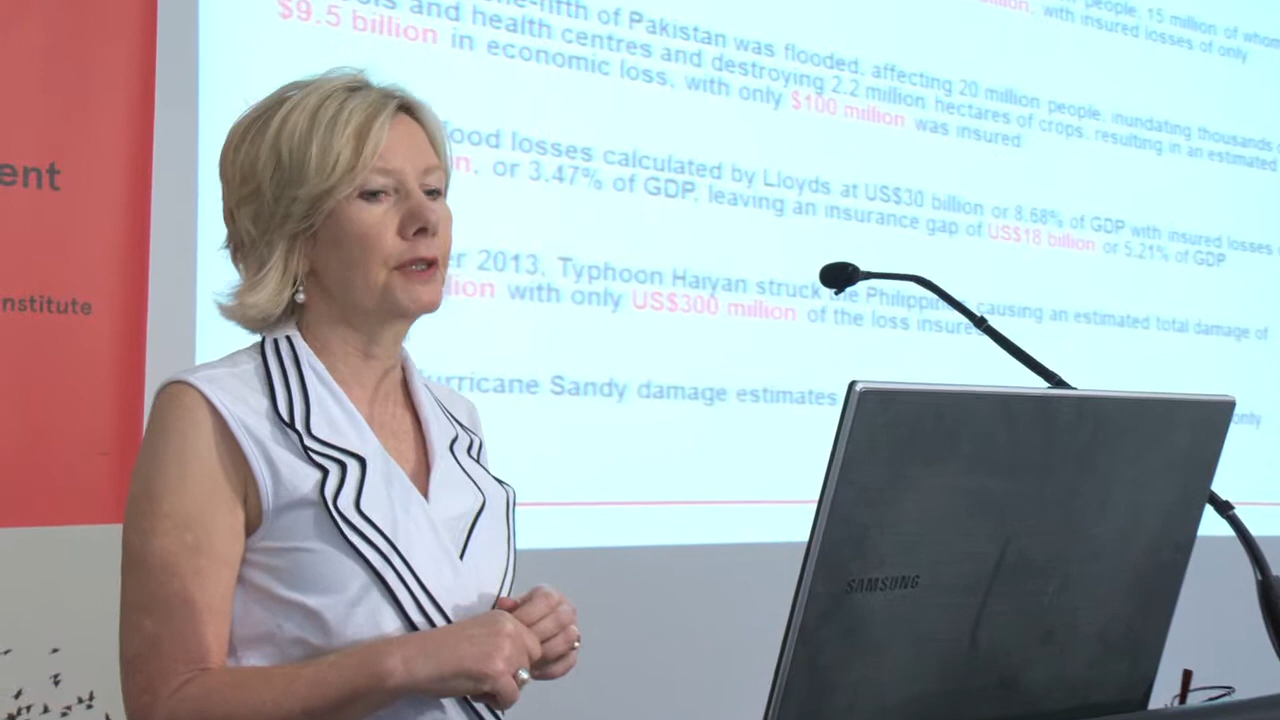 ent
nstitute
people, 15 million of whom
with insured losses of only
one-fifth of Pakistan was flooded, affecting 20 million people, inundating thousands
and health centres and destroying 2.2 million hectares of crops, resulting in an estimated
$9.5 billion in economic loss, with only $100 million was insured
losses calculated by Lloyds at US$30 billion or 8.68% of GDP with insured losses
or 3.47% of GDP, leaving an insurance gap of US$18 billion or 5.21% of GDP
2013, Typhoon Haiyan struck the Philippines causing an estimated total damage of
with only US$300 million of the loss insured
Hurricane Sandy damage estimates
only
SAMSUNG